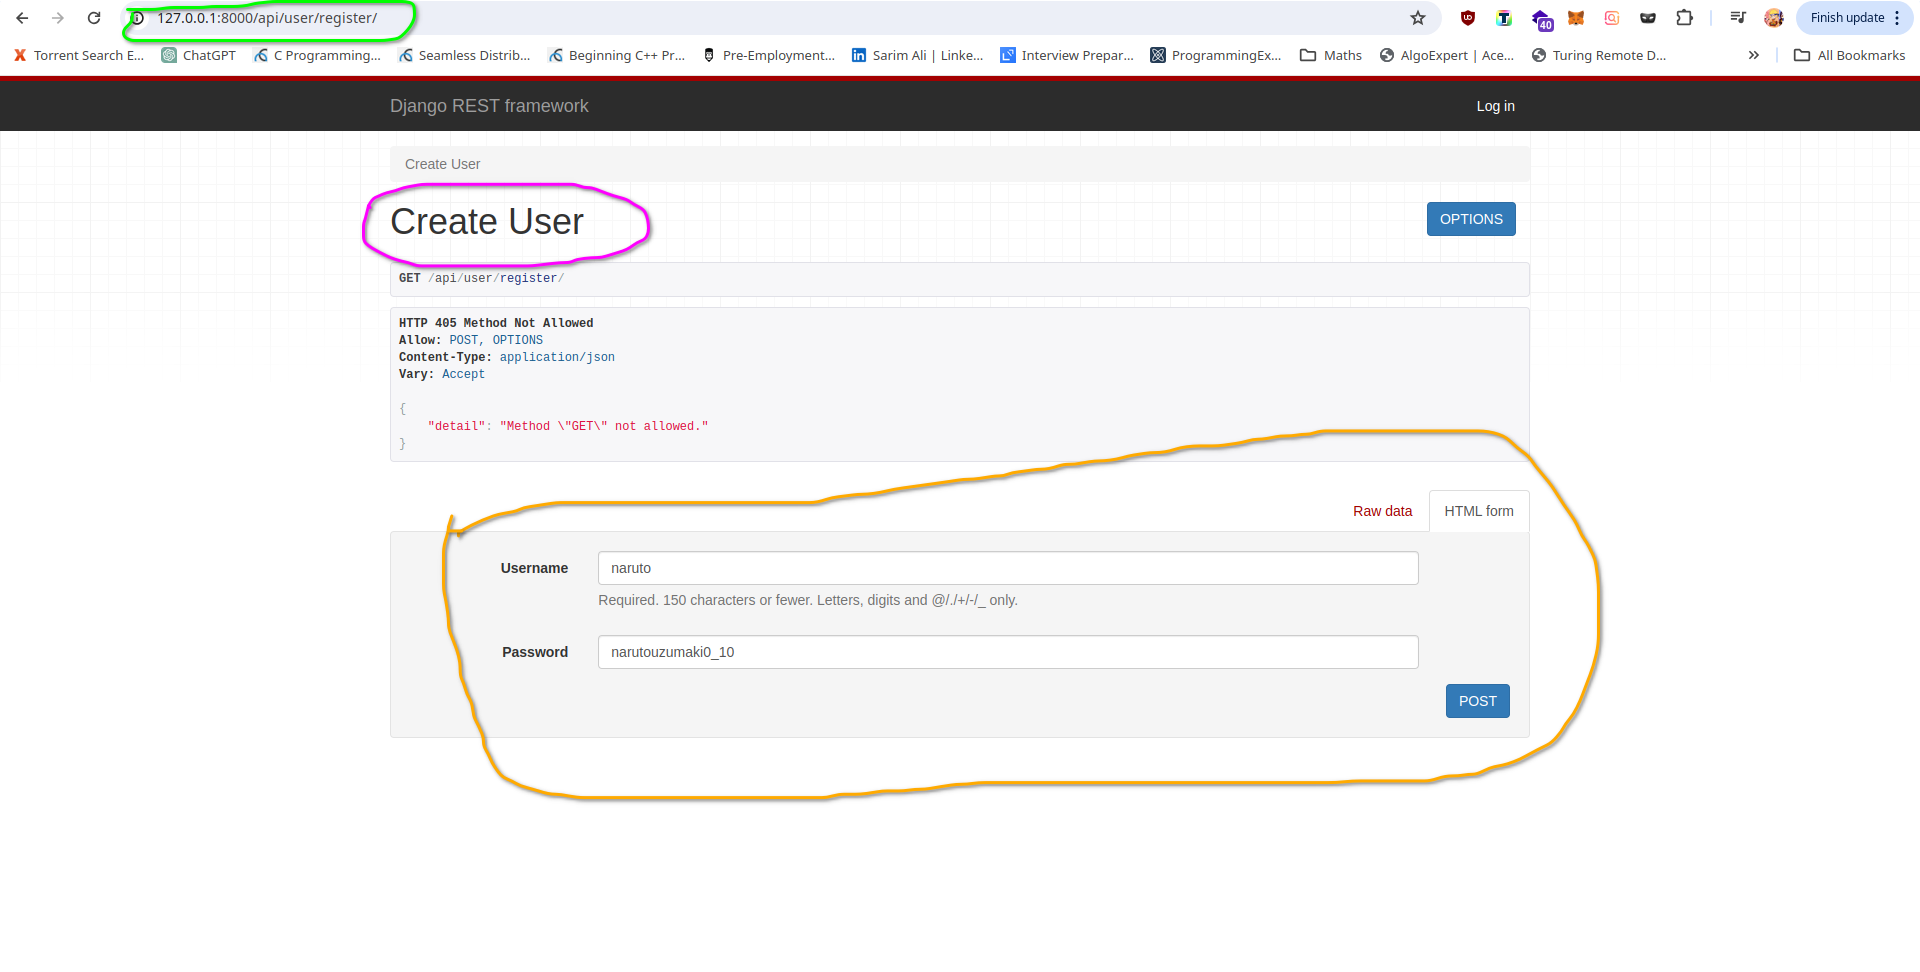 127.0.0.1:8000/api/user/register/
40
Finish update
Torrent Search E...
ChatGPT
C Programming,...
Seamless Distrib...
Beginning C++ Pr...
Pre-Employment...
Sarim Ali | Linke...
Interview Prepar...
ProgrammingEx...
Maths
AlgoExpert | Ace...
Turing Remote D...
»
All Bookmarks
Django REST framework
Log in
Create User
Create User
OPTIONS
GET /api/user/register/
HTTP 405 Method Not Allowed
Allow: POST, OPTIONS
Content-Type: application/json
Vary: Accept
{
"detail": "Method \"GET\" not allowed."
}
Raw data
HTML form
Username
naruto
Required. 150 characters or fewer. Letters, digits and @/./+/-/_ only.
Password
narutouzumaki0_10
POST